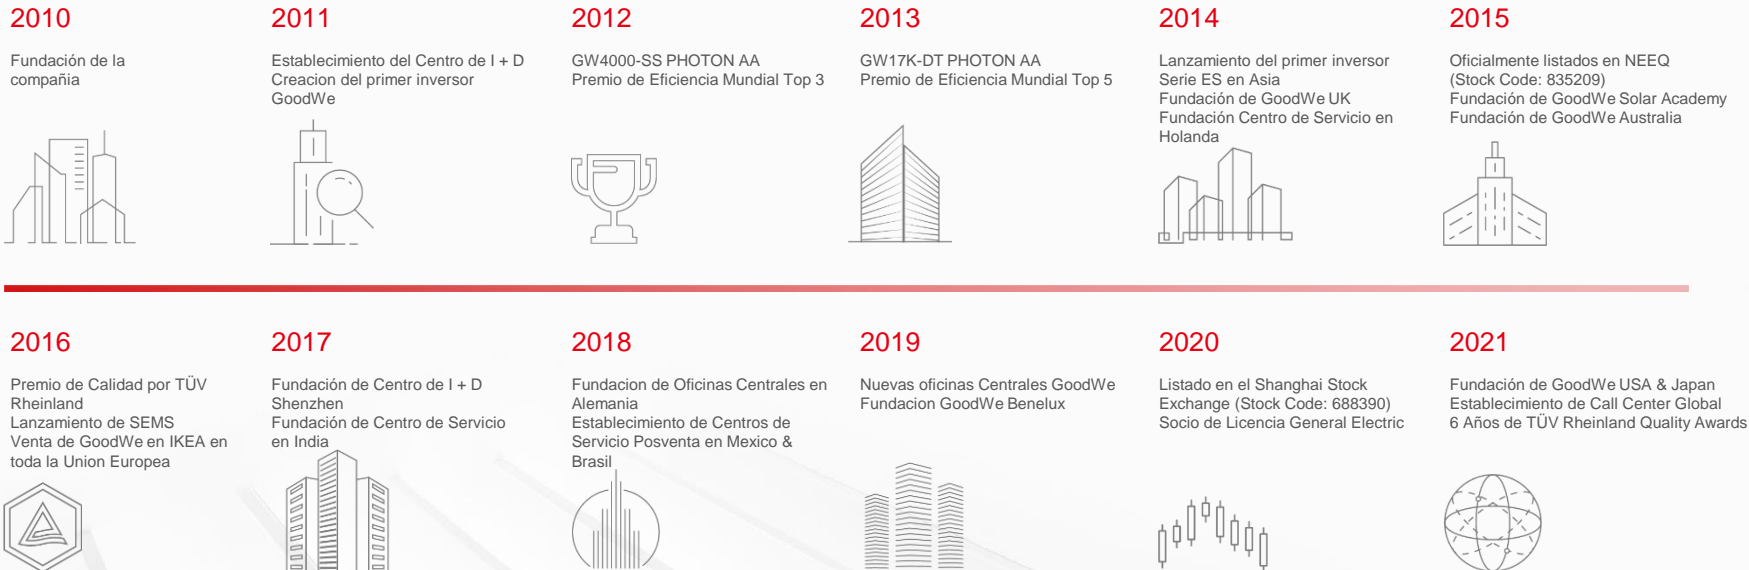 2010
Fundación de la
compañia
2011
Establecimiento del Centro de I + D
Creacion del primer inversor
GoodWe
2012
GW4000-SS PHOTON AA
Premio de Eficiencia Mundial Top 3
2013
GW17K-DT PHOTON AA
Premio de Eficiencia Mundial Top 5
2014
Lanzamiento del primer inversor
Serie ES en Asia
Fundación de GoodWe UK
Fundación Centro de Servicio en
Holanda
2015
Oficialmente listados en NEEQ
(Stock Code: 835209)
Fundación de GoodWe Solar Academy
Fundación de GoodWe Australia
2016
Premio de Calidad por TÜV
Rheinland
Lanzamiento de SEMS
Venta de GoodWe en IKEA en
toda la Union Europea
2017
Fundación de Centro de I + D
Shenzhen
Fundación de Centro de Servicio
en India
2018
Fundacion de Oficinas Centrales en
Alemania
Establecimiento de Centros de
Servicio Posventa en Mexico &
Brasil
2019
Nuevas oficinas Centrales GoodWe
Fundacion GoodWe Benelux
2020
Listado en el Shanghai Stock
Exchange (Stock Code: 688390)
Socio de Licencia General Electric
2021
Fundación de GoodWe USA & Japan
Establecimiento de Call Center Global
6 Años de TÜV Rheinland Quality Awards